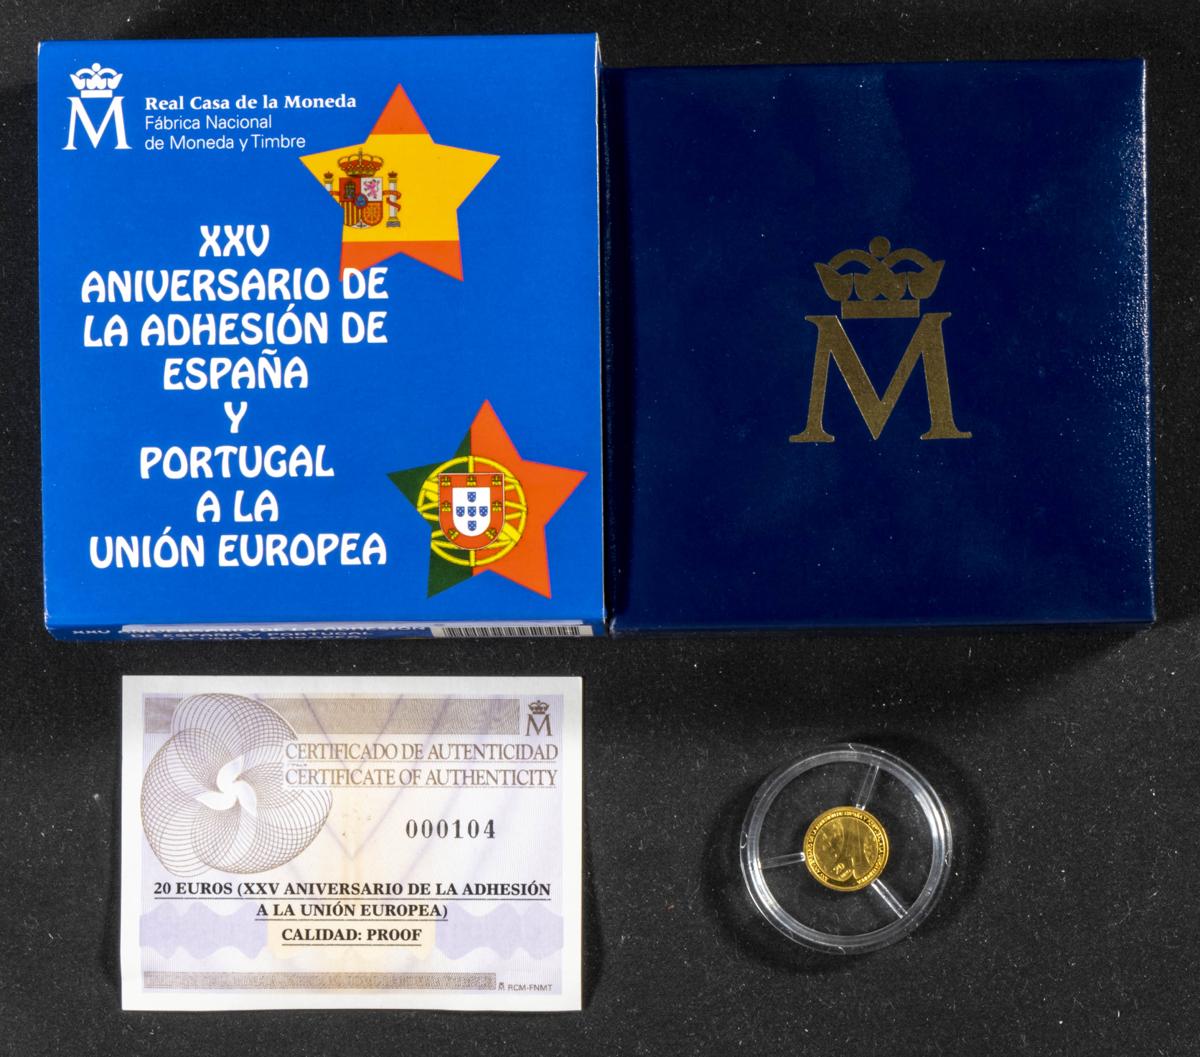 M
Real Casa de la Moneda
Fábrica Nacional
de Moneda y Timbre
XXV
ANIVERSARIO DE
LA ADHESIÓN DE
ESPAÑA
Y
PORTUGAL
A LA
UNIÓN EUROPEA
M
M
CERTIFICADO DE AUTENTICIDAD
CERTIFICATE OF AUTHENTICITY
000104
20 EUROS (XXV ANIVERSARIO DE LA ADHESIÓN
A LA UNIÓN EUROPEA)
CALIDAD: PROOF
M RCM-FNMT
20